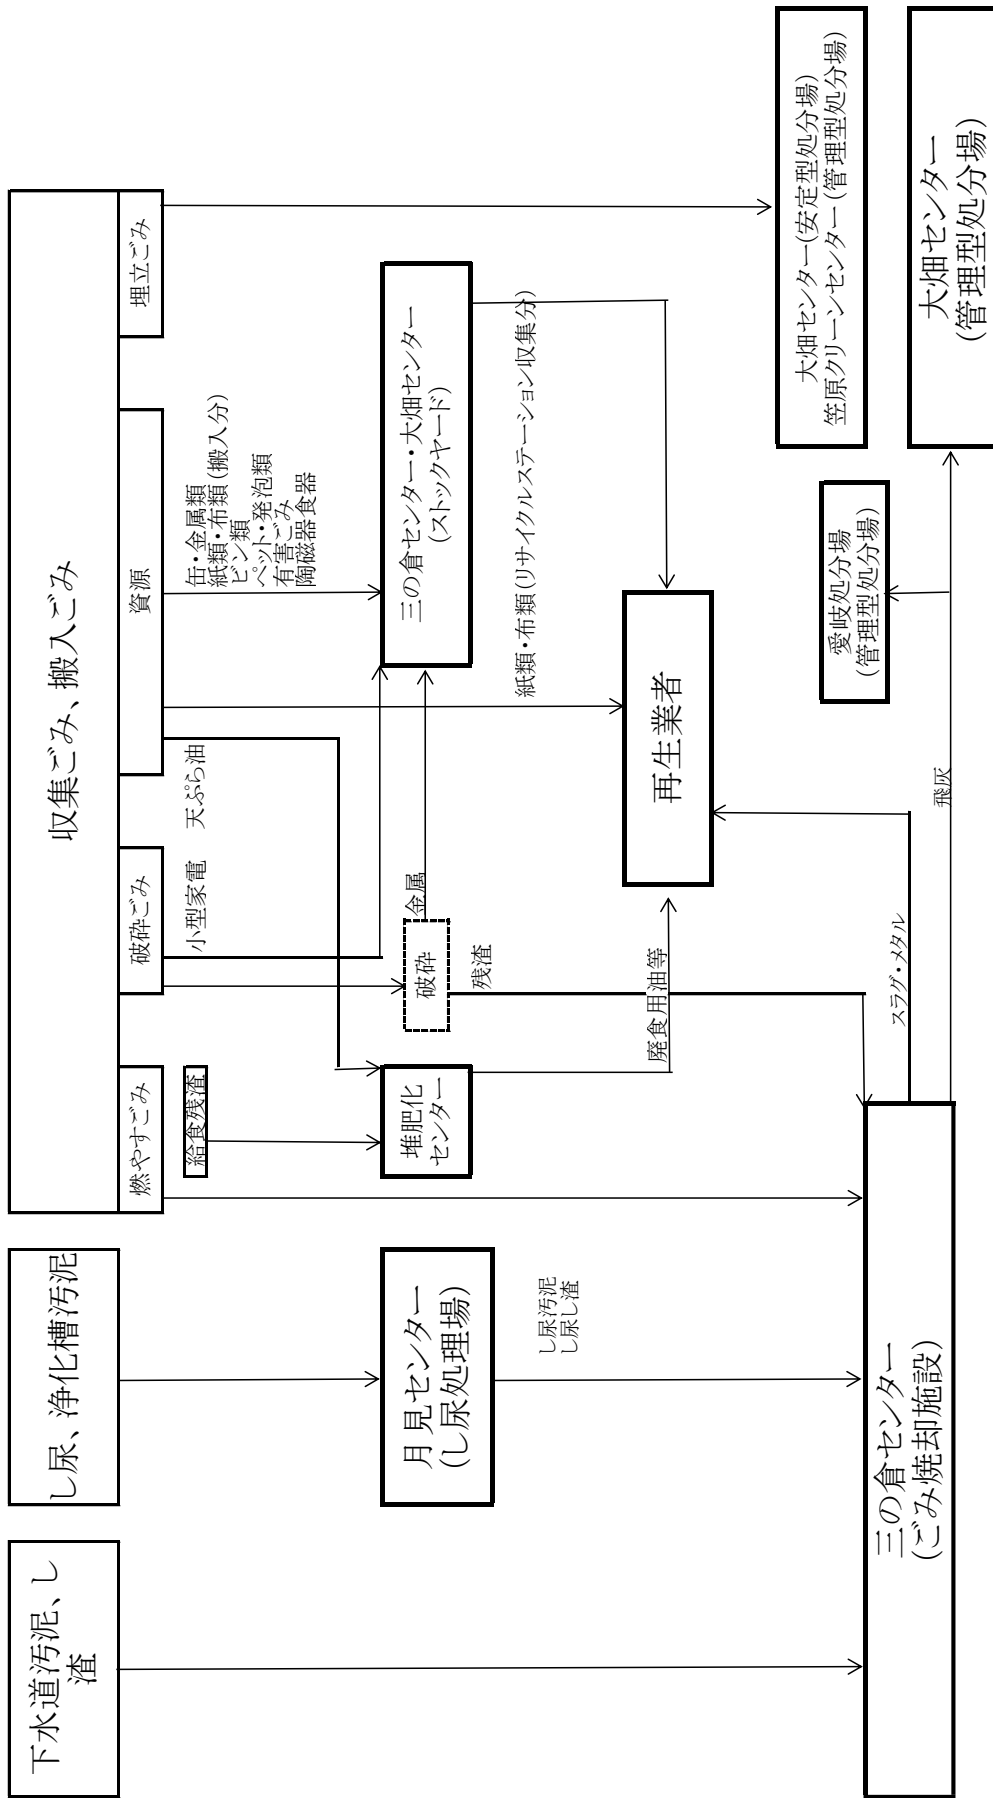 下水道汚泥、し
渣
し尿、浄化槽汚泥
収集ごみ、搬入ごみ
燃やすごみ
破砕ごみ
資源
埋立ごみ
給食残渣
小型家電
天ぷら油
缶・金属類
紙類・布類(搬入分)
ビン類
ペット・発泡類
有害ごみ
陶磁器食器
月見センター
(し尿処理場)
堆肥化
センター
破砕
金属
残渣
三の倉センター・大畑センター
(ストックヤード)
し尿汚泥
し尿し渣
紙類・布類(リサイクルステーション収集分)
廃食用油等
再生業者
大畑センター(安定型処分場)
笠原クリーンセンター(管理型処分場)
愛岐処分場
(管理型処分場)
三の倉センター
(ごみ焼却施設)
スラグ・メタル
飛灰
大畑センター
(管理型処分場)